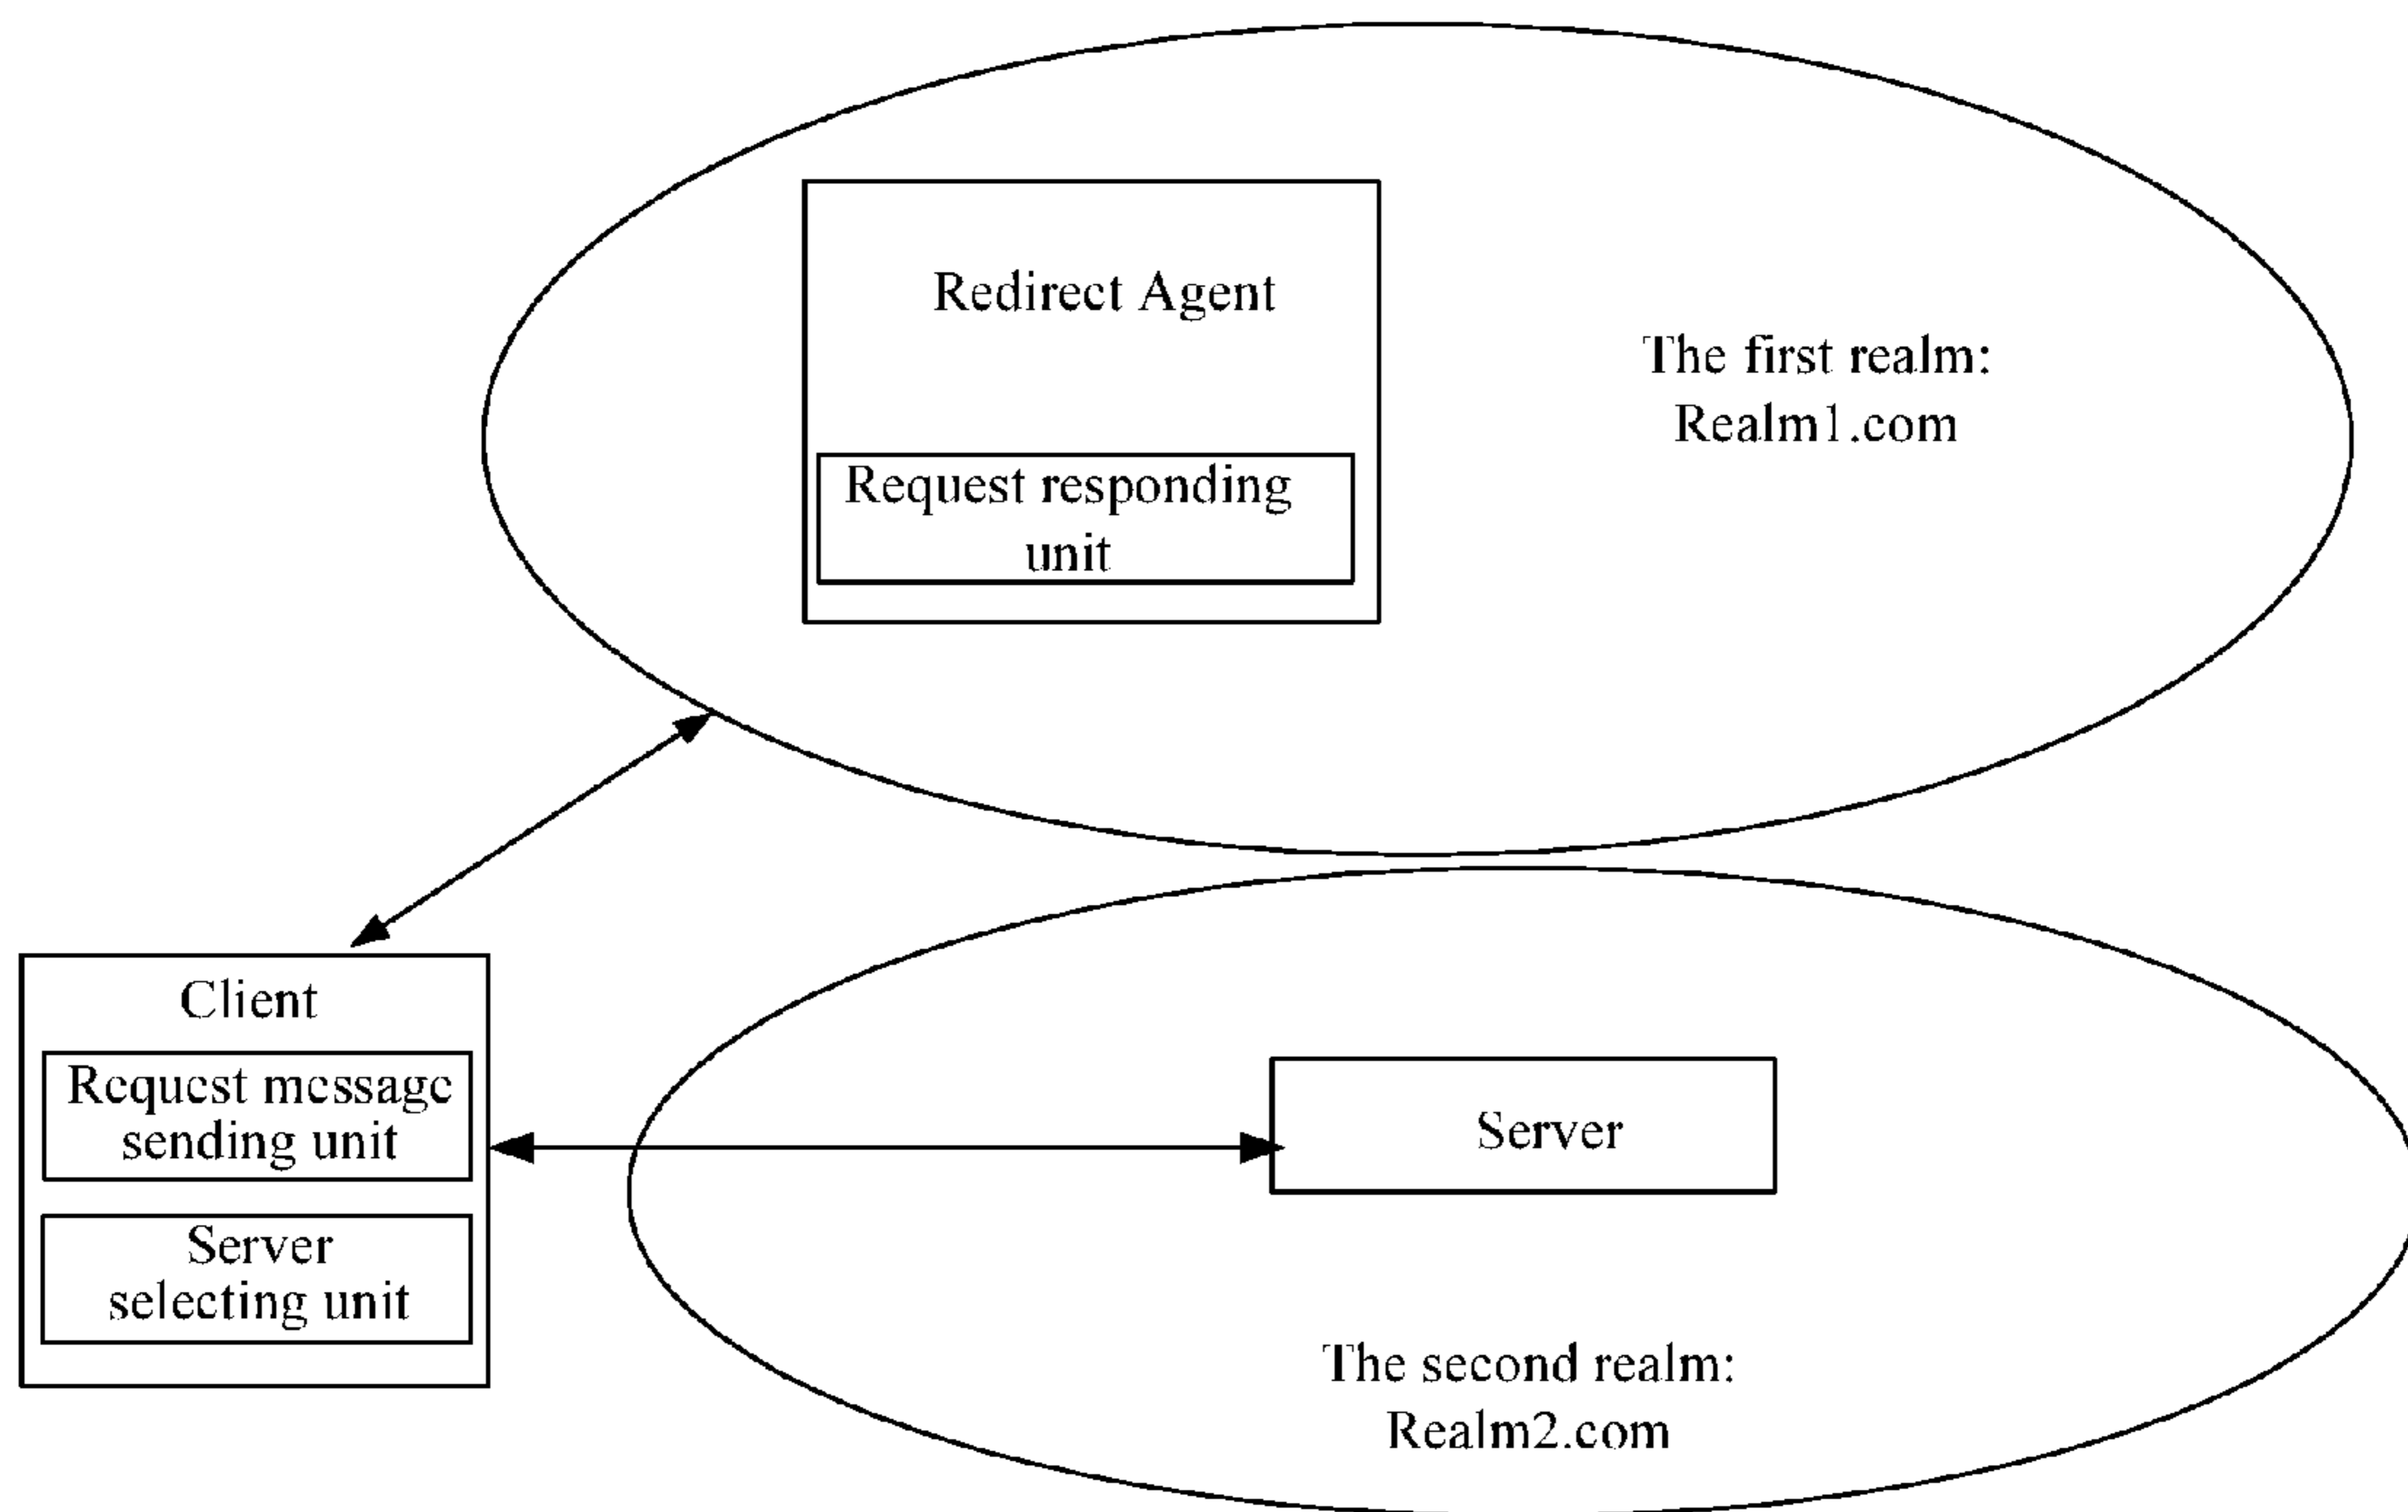 Redirect Agent
The first realm:
Realm1.com
Request responding
unit
Client
Request message
sending unit
Server
selecting unit
Server
The second realm:
Realm2.com